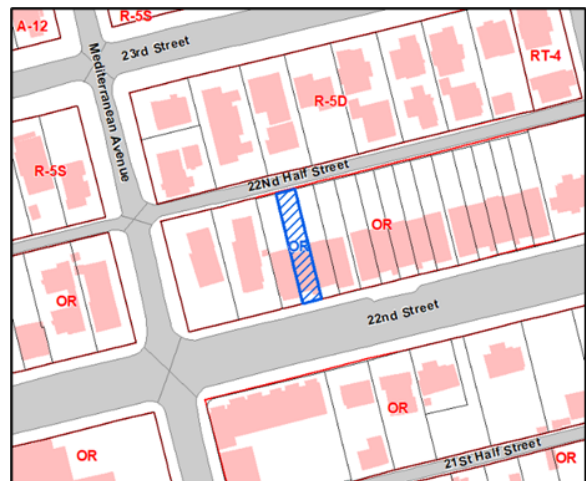 A-12
R-5S
23rd Street
Mediterranean Avenue
RT-4
R-5D
R-5S
22Nd Half Street
OR
OR
OR
22nd Street
OR
OR
21St Half Street
OR